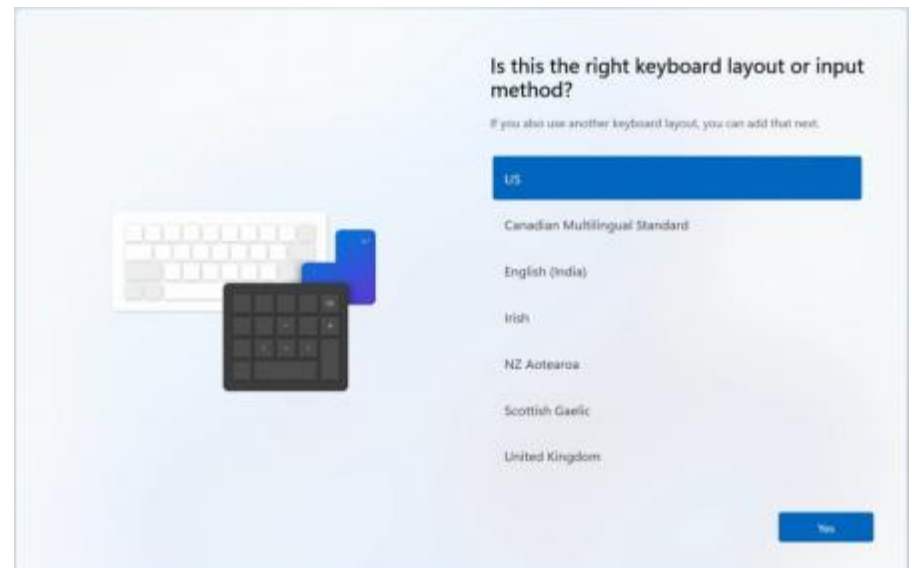 Is this the right keyboard layout or input
method?
If you also use another keyboard layout, you can add that next.
US
Canadian Multilingual Standard
English (India)
Irish
NZ Aotearoa
Scottish Gaelic
United Kingdom
Yes